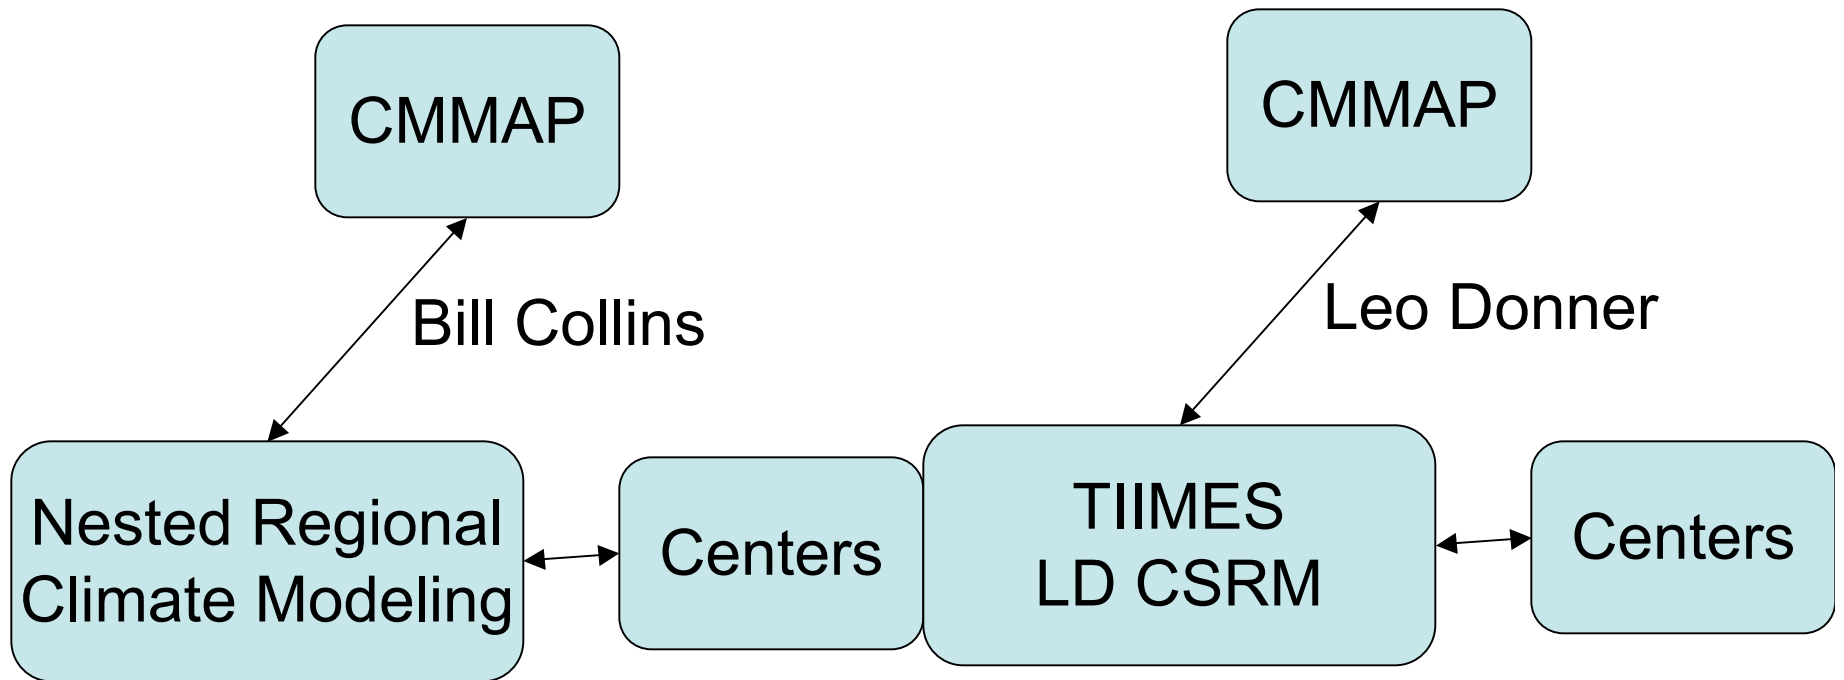 CMMAP
Bill Collins
Nested Regional
Climate Modeling
Centers
CMMAP
Leo Donner
TIIMES
LD CSRM
Centers